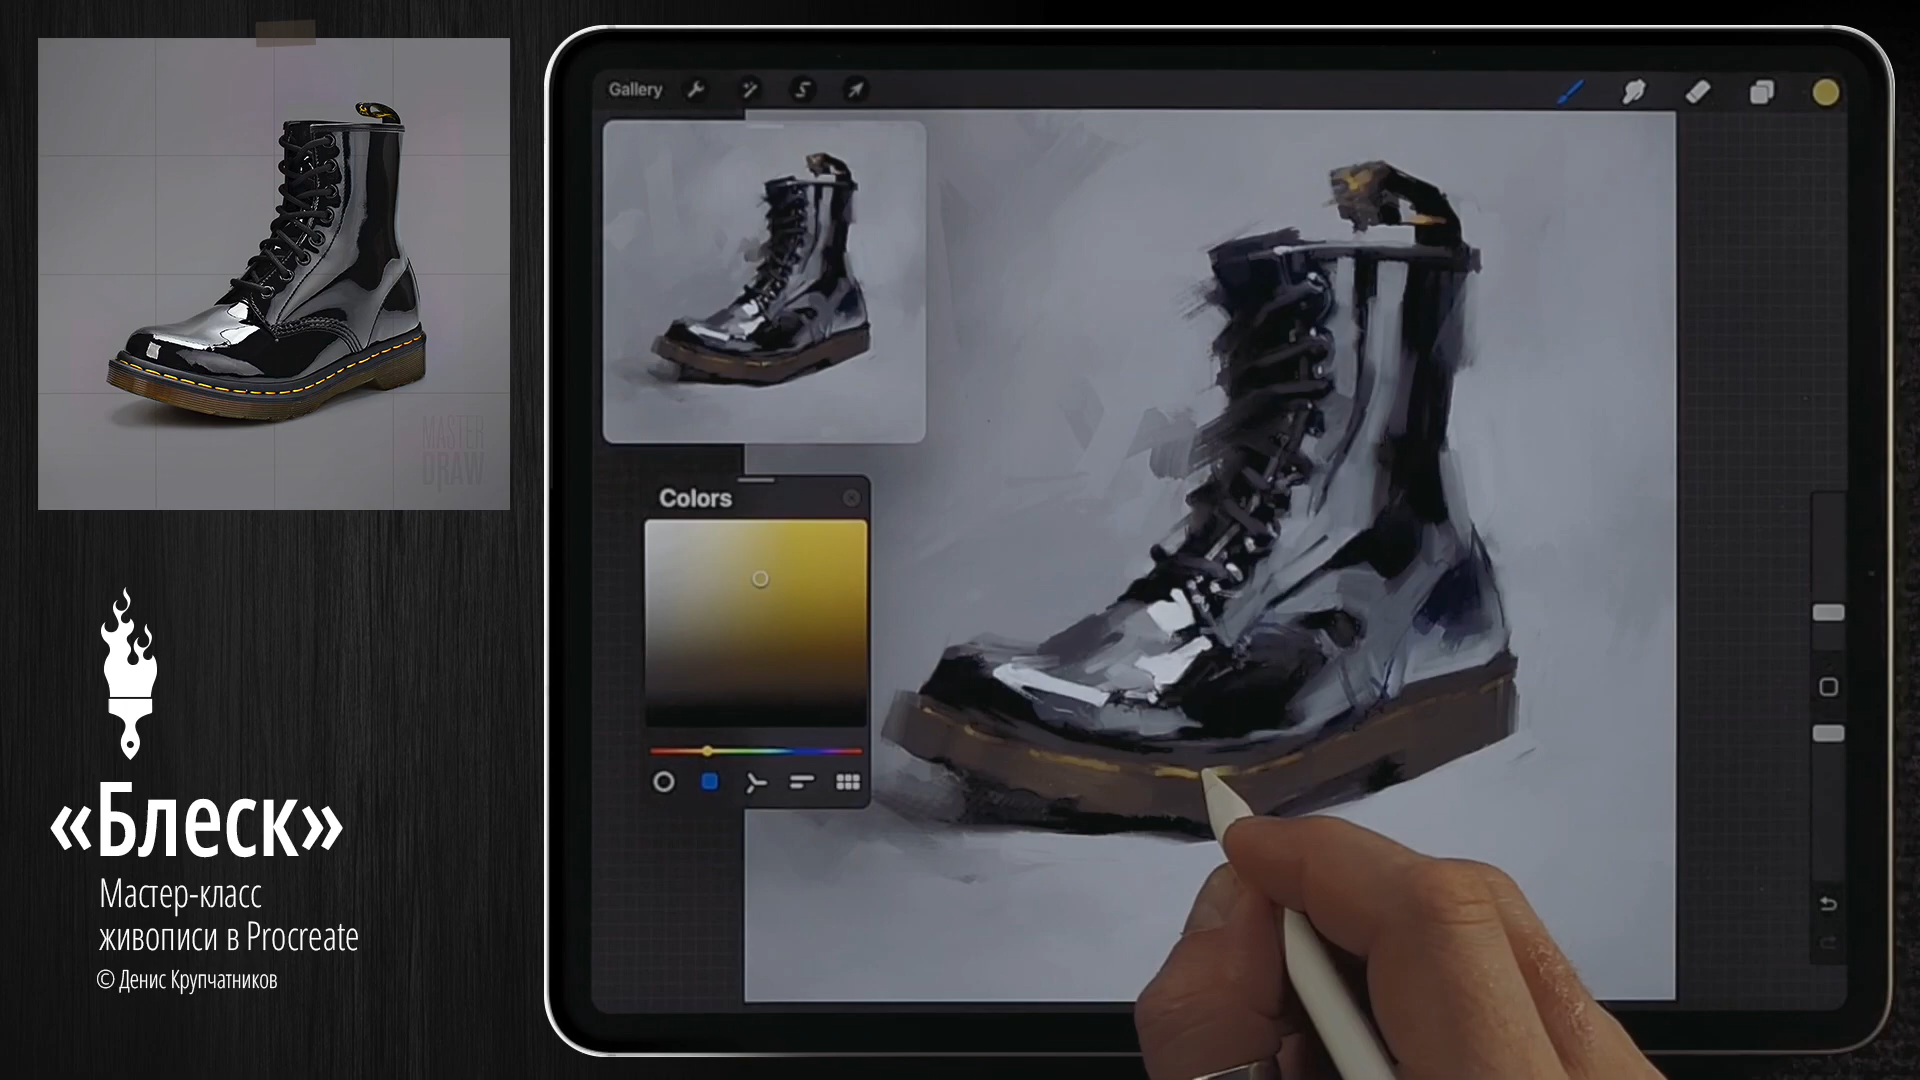 MASTER
DRAW
«Блеск»
Мастер-класс
живописи в Procreate
© Денис Крупчатников
Gallery
Colors